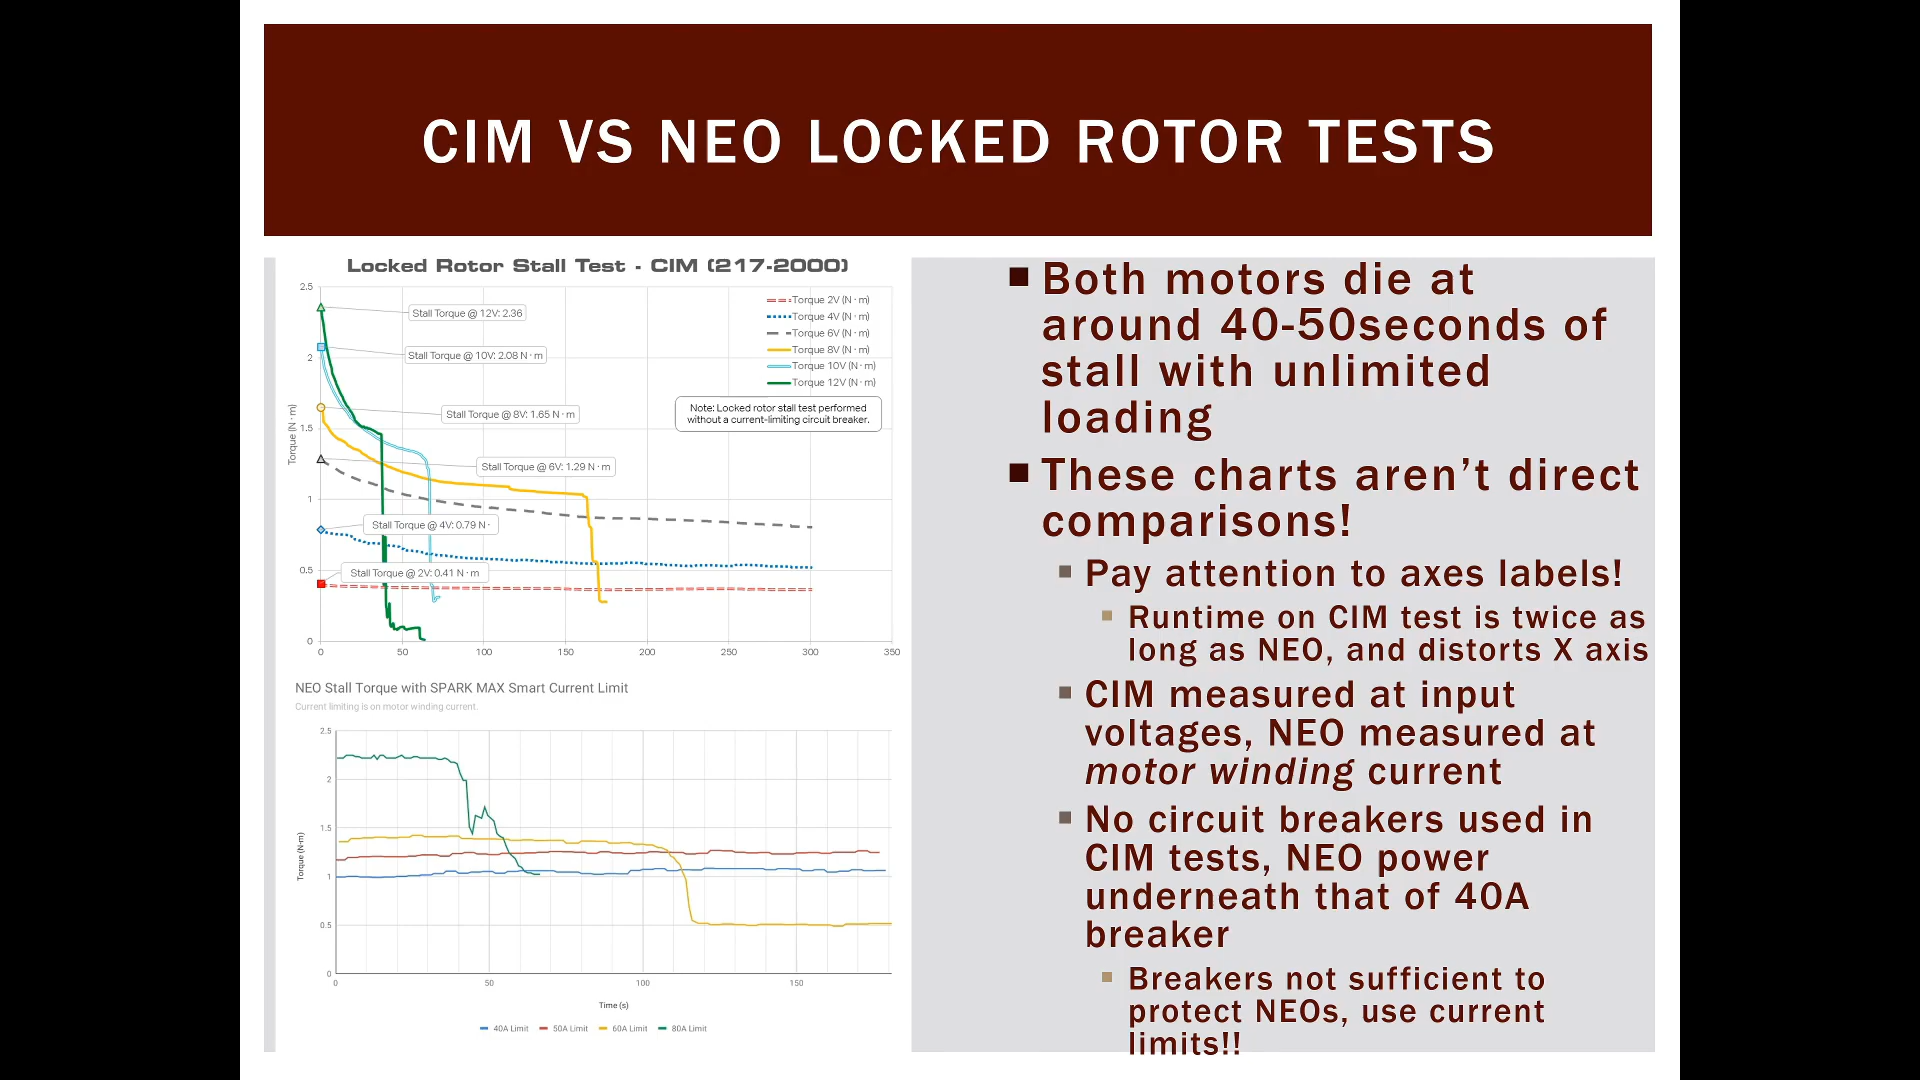 CIM VS NEO LOCKED ROTOR TESTS
Locked Rotor Stall Test - CIM (217-2000)
2.5
2
1.5
1
0.5
0
Torque (N · m)
Stall Torque @ 12V: 2.36
Stall Torque @ 10V: 2.08 N · m
Stall Torque @ 8V: 1.65 N · m
Stall Torque @ 6V: 1.29 N · m
Stall Torque @ 4V: 0.79 N ·
Stall Torque @ 2V: 0.41 N · m
Torque 2V (N · m)
Torque 4V (N · m)
Torque 6V (N · m)
Torque 8V (N · m)
Torque 10V (N · m)
Torque 12V (N · m)
Note: Locked rotor stall test performed
without a current-limiting circuit breaker.
0 50 100 150 200 250 300 350
NEO Stall Torque with SPARK MAX Smart Current Limit
Current limiting is on motor winding current.
2.5
2
1.5
1
0.5
0
Torque (N·m)
0 50 100 150
Time (s)
40A Limit 50A Limit 60A Limit 80A Limit
Both motors die at
around 40-50seconds of
stall with unlimited
loading
These charts aren’t direct
comparisons!
Pay attention to axes labels!
Runtime on CIM test is twice as
long as NEO, and distorts X axis
CIM measured at input
voltages, NEO measured at
motor winding current
No circuit breakers used in
CIM tests, NEO power
underneath that of 40A
breaker
Breakers not sufficient to
protect NEOs, use current
limits!!